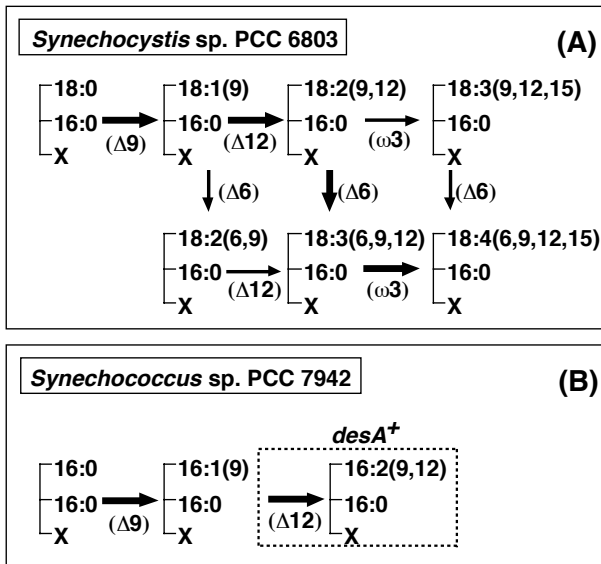 Synechocystis sp. PCC 6803
(A)
18:0 18:1(9) 18:2(9,12) 18:3(9,12,15)
16:0 16:0 16:0 16:0
(Δ9) (Δ12) (ω3)
X X X X
(Δ6) (Δ6) (Δ6)
18:2(6,9) 18:3(6,9,12) 18:4(6,9,12,15)
16:0 16:0 16:0
(Δ12) (ω3)
X X X
Synechococcus sp. PCC 7942
(B)
desA+
16:0 16:1(9) 16:2(9,12)
16:0 16:0 16:0
(Δ9) (Δ12)
X X X